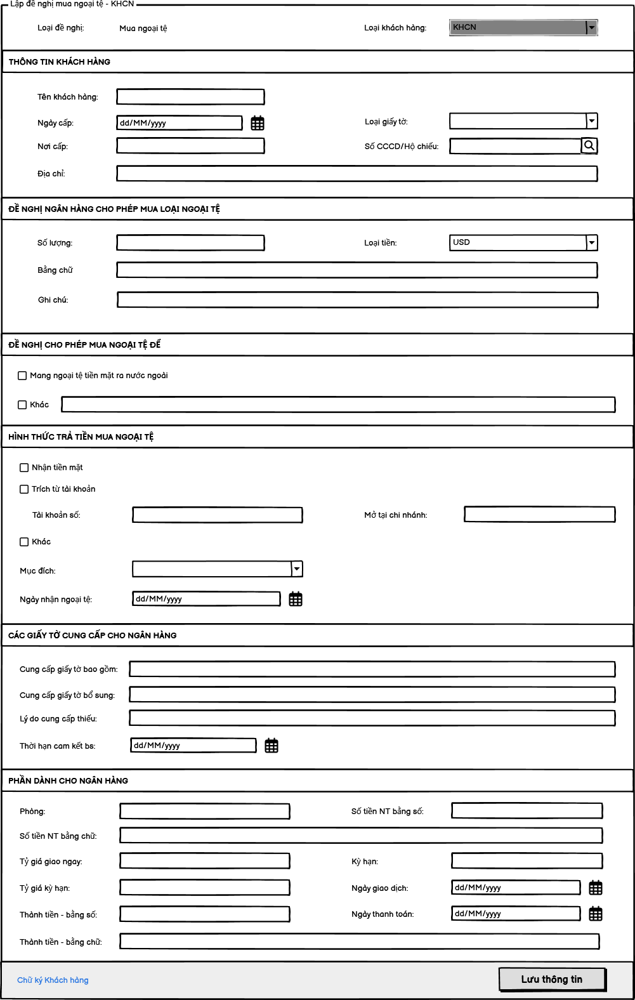 Lập đề nghị mua ngoại tệ - KHCN
Loại đề nghị: Mua ngoại tệ Loại khách hàng: KHCN
THÔNG TIN KHÁCH HÀNG
Tên khách hàng:
Ngày cấp: dd/MM/yyyy Loại giấy tờ:
Nơi cấp: Số CCCD/Hộ chiếu:
Địa chỉ:
ĐỀ NGHỊ NGÂN HÀNG CHO PHÉP MUA LOẠI NGOẠI TỆ
Số lượng: Loại tiền: USD
Bằng chữ
Ghi chú:
ĐỀ NGHỊ CHO PHÉP MUA NGOẠI TỆ ĐỂ
Mang ngoại tệ tiền mặt ra nước ngoài
Khác
HÌNH THỨC TRẢ TIỀN MUA NGOẠI TỆ
Nhận tiền mặt
Trích từ tài khoản
Tài khoản số: Mở tại chi nhánh:
Khác
Mục đích:
Ngày nhận ngoại tệ: dd/MM/yyyy
CÁC GIẤY TỜ CUNG CẤP CHO NGÂN HÀNG
Cung cấp giấy tờ bao gồm:
Cung cấp giấy tờ bổ sung:
Lý do cung cấp thiếu:
Thời hạn cam kết bs: dd/MM/yyyy
PHẦN DÀNH CHO NGÂN HÀNG
Phòng: Số tiền NT bằng số:
Số tiền NT bằng chữ:
Tỷ giá giao ngay: Kỳ hạn:
Tỷ giá kỳ hạn: Ngày giao dịch: dd/MM/yyyy
Thành tiền - bằng số: Ngày thanh toán: dd/MM/yyyy
Thành tiền - bằng chữ:
Chữ ký Khách hàng Lưu thông tin